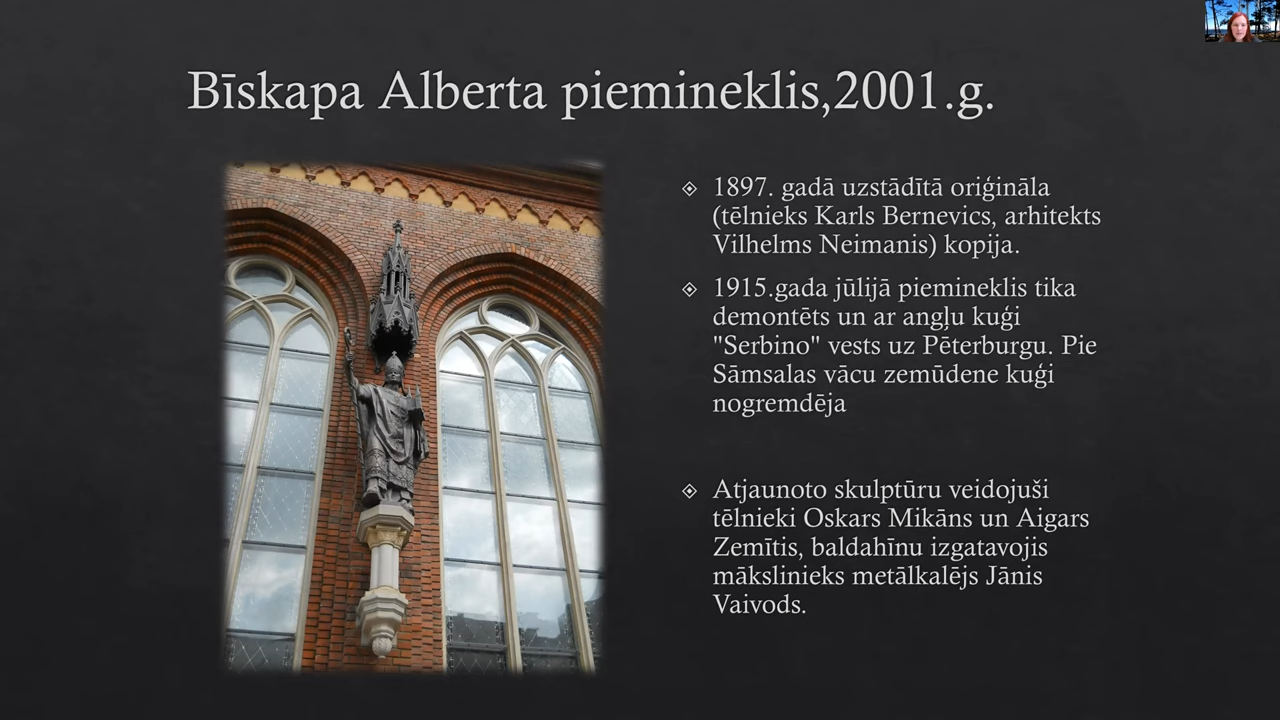 Bīskapa Alberta piemineklis,2001.g.
1897. gadā uzstādītā oriģināla
(tēlnieks Karls Bernevics, arhitekts
Vilhelms Neimanis) kopija.
1915.gada jūlijā piemineklis tika
demontēts un ar angļu kuģi
"Serbino" vests uz Pēterburgu. Pie
Sāmsalas vācu zemūdene kuģi
nogremdēja
Atjaunoto skulptūru veidojuši
tēlnieki Oskars Mikāns un Aigars
Zemītis, baldahīnu izgatavojis
mākslinieks metālkalējs Jānis
Vaivods.